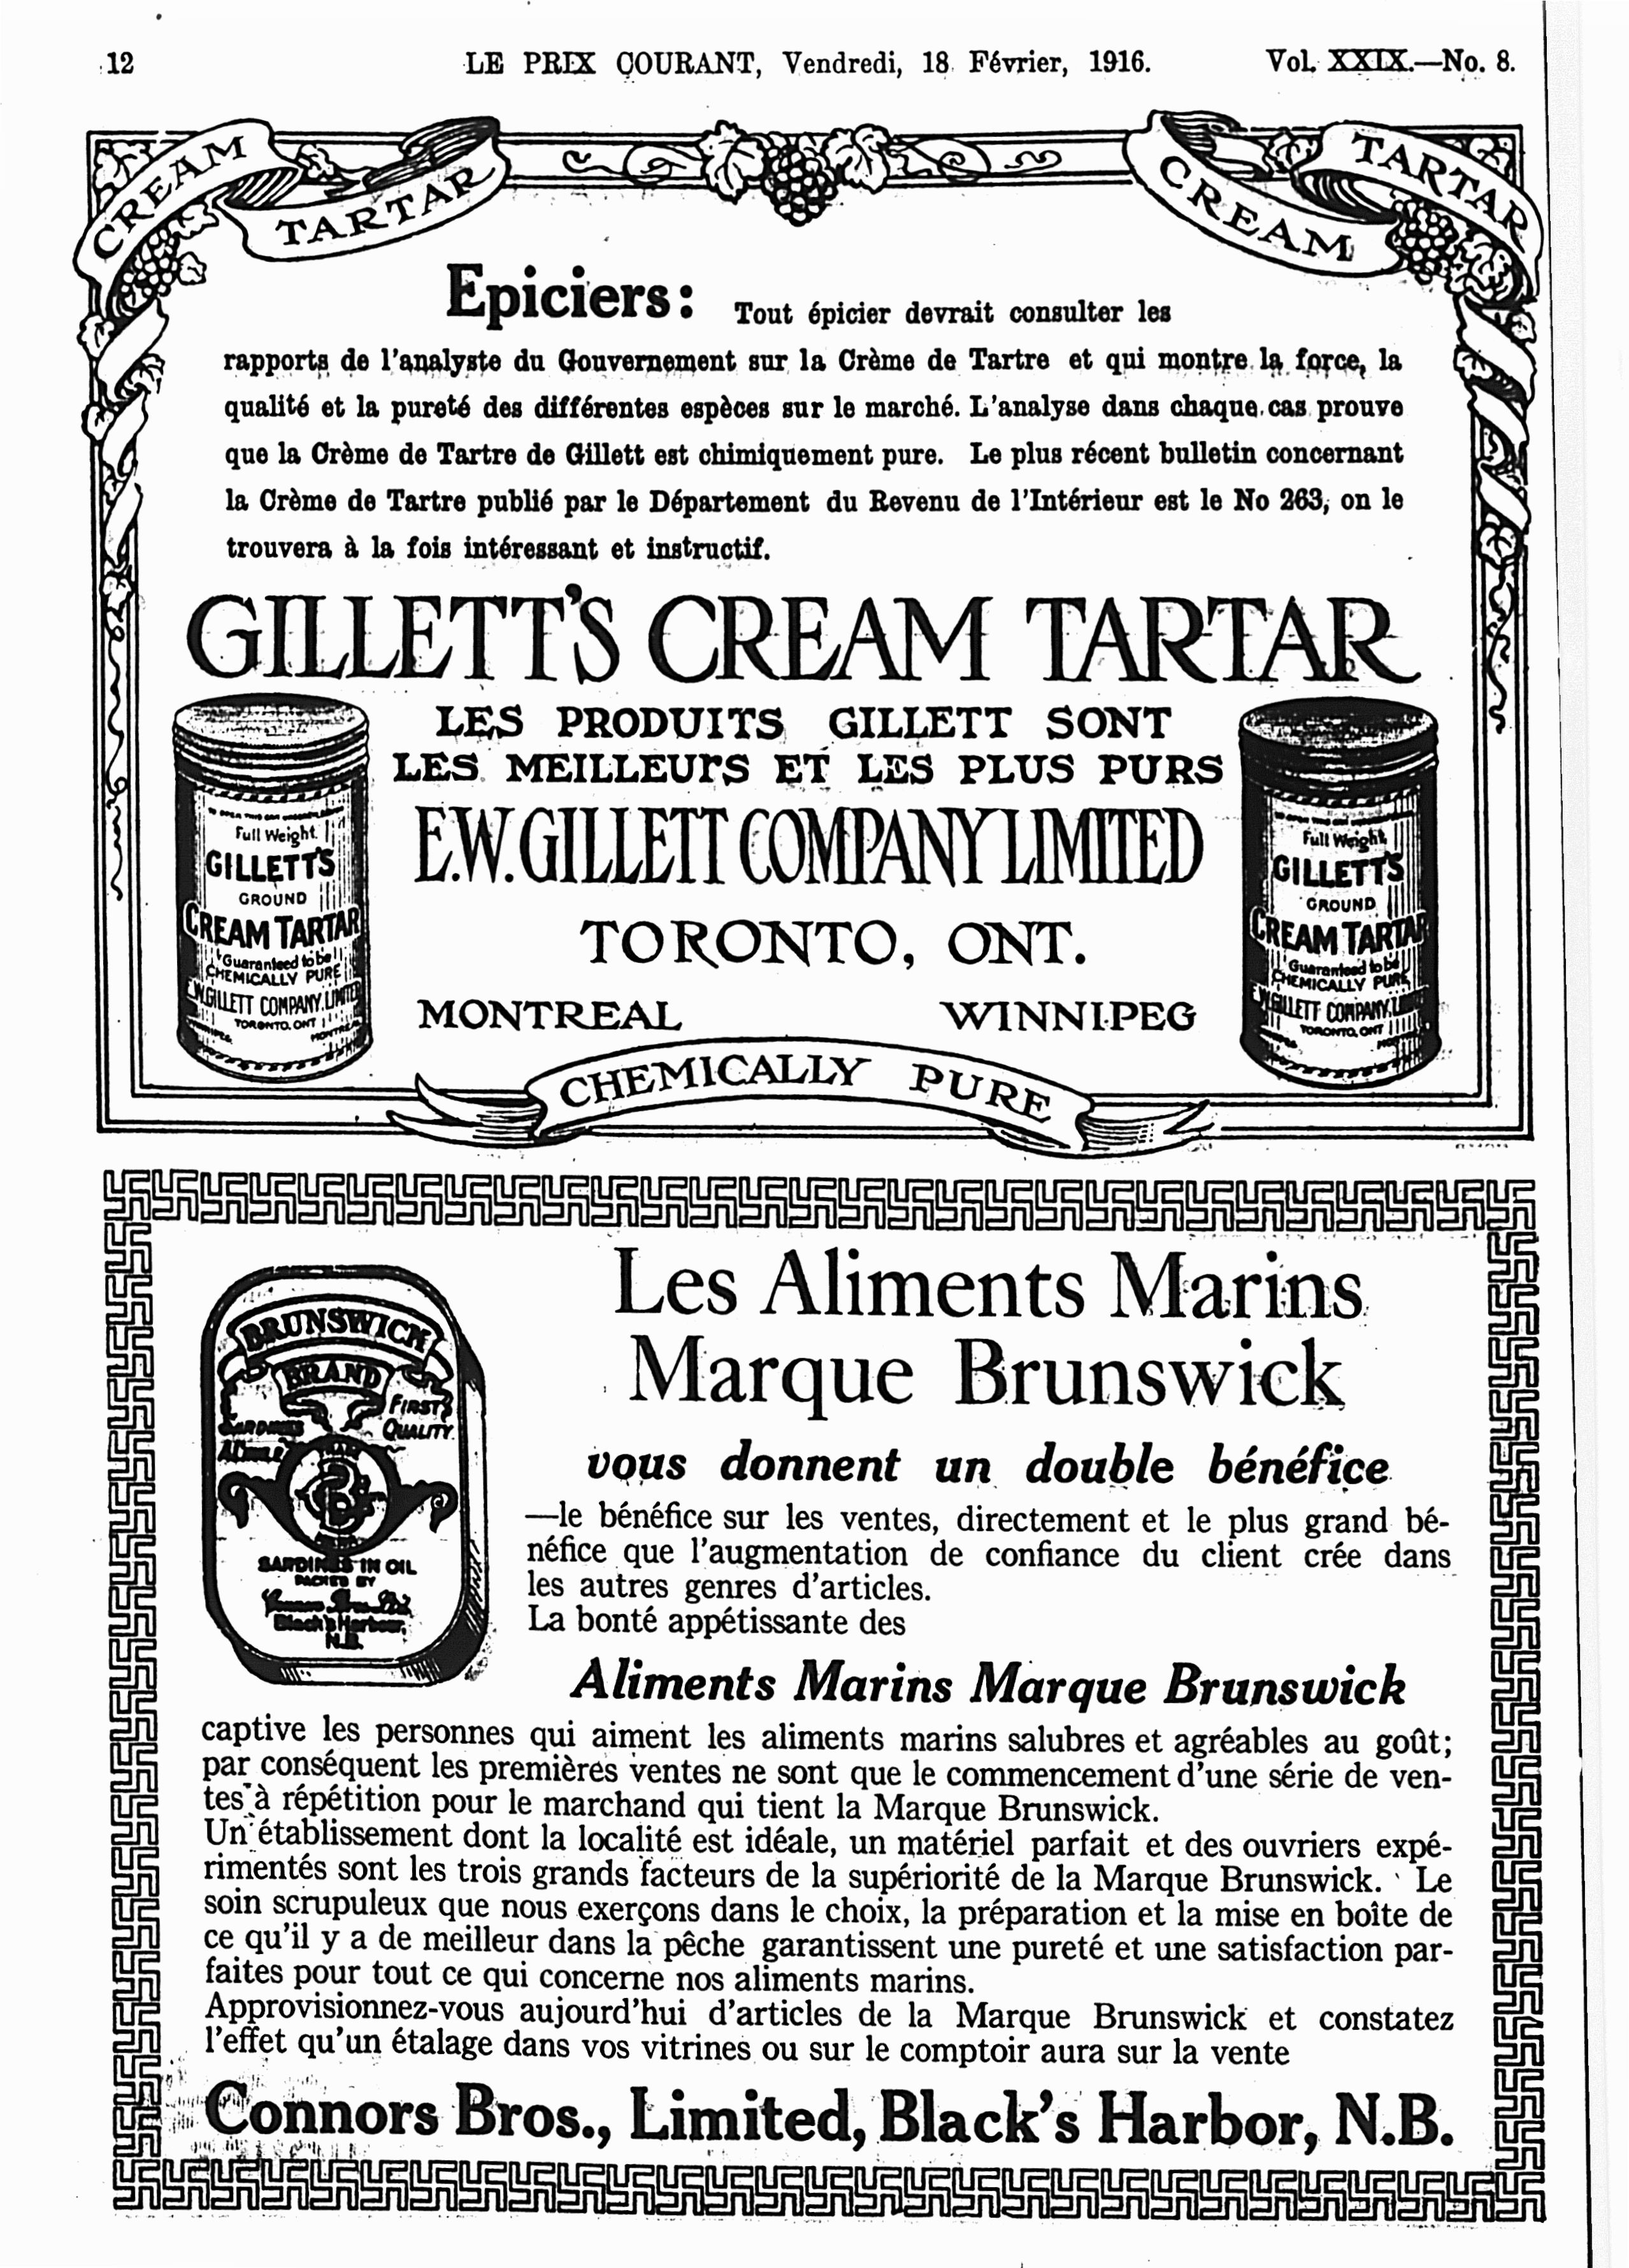 12 LE PRIX COURANT, Vendredi, 18 Février, 1916. Vol. XXIX.—No. 8.
CREAM TARTAR
CREAM TARTAR
Epiciers: Tout épicier devrait consulter les
rapports de l'analyste du Gouvernement sur la Crème de Tartre et qui montre la force, la
qualité et la pureté des différentes espèces sur le marché. L'analyse dans chaque cas prouve
que la Crème de Tartre de Gillett est chimiquement pure. Le plus récent bulletin concernant
la Crème de Tartre publié par le Département du Revenu de l'Intérieur est le No 263, on le
trouvera à la fois intéressant et instructif.
GILLETT'S CREAM TARTAR
LES PRODUITS GILLETT SONT
LES MEILLEUrS ET LES PLUS PURS
E.W. GILLETT COMPANY LIMITED
TORONTO, ONT.
MONTREAL WINNIPEG
Full Weight
GILLETT'S
GROUND
CREAM TARTAR
Guaranteed to be
CHEMICALLY PURE
E.W. GILLETT COMPANY, LIMITED
TORONTO, ONT
WINNIPEG. MONTREAL
Full Weight
GILLETT'S
GROUND
CREAM TARTAR
Guaranteed to be
CHEMICALLY PURE
E.W. GILLETT COMPANY, LIMITED
TORONTO, ONT
CHEMICALLY PURE
BRUNSWICK
BRAND
FIRST
QUALITY
SARDINES
SARDINES IN OIL
PACKED BY
Connors Bros. Ltd.
Black's Harbour,
N.B.
Les Aliments Marins
Marque Brunswick
vous donnent un double bénéfice
—le bénéfice sur les ventes, directement et le plus grand bé-
néfice que l'augmentation de confiance du client crée dans
les autres genres d'articles.
La bonté appétissante des
Aliments Marins Marque Brunswick
captive les personnes qui aiment les aliments marins salubres et agréables au goût;
par conséquent les premières ventes ne sont que le commencement d'une série de ven-
tes à répétition pour le marchand qui tient la Marque Brunswick.
Un établissement dont la localité est idéale, un matériel parfait et des ouvriers expé-
rimentés sont les trois grands facteurs de la supériorité de la Marque Brunswick. Le
soin scrupuleux que nous exerçons dans le choix, la préparation et la mise en boîte de
ce qu'il y a de meilleur dans la pêche garantissent une pureté et une satisfaction par-
faites pour tout ce qui concerne nos aliments marins.
Approvisionnez-vous aujourd'hui d'articles de la Marque Brunswick et constatez
l'effet qu'un étalage dans vos vitrines ou sur le comptoir aura sur la vente
Connors Bros., Limited, Black's Harbor, N.B.